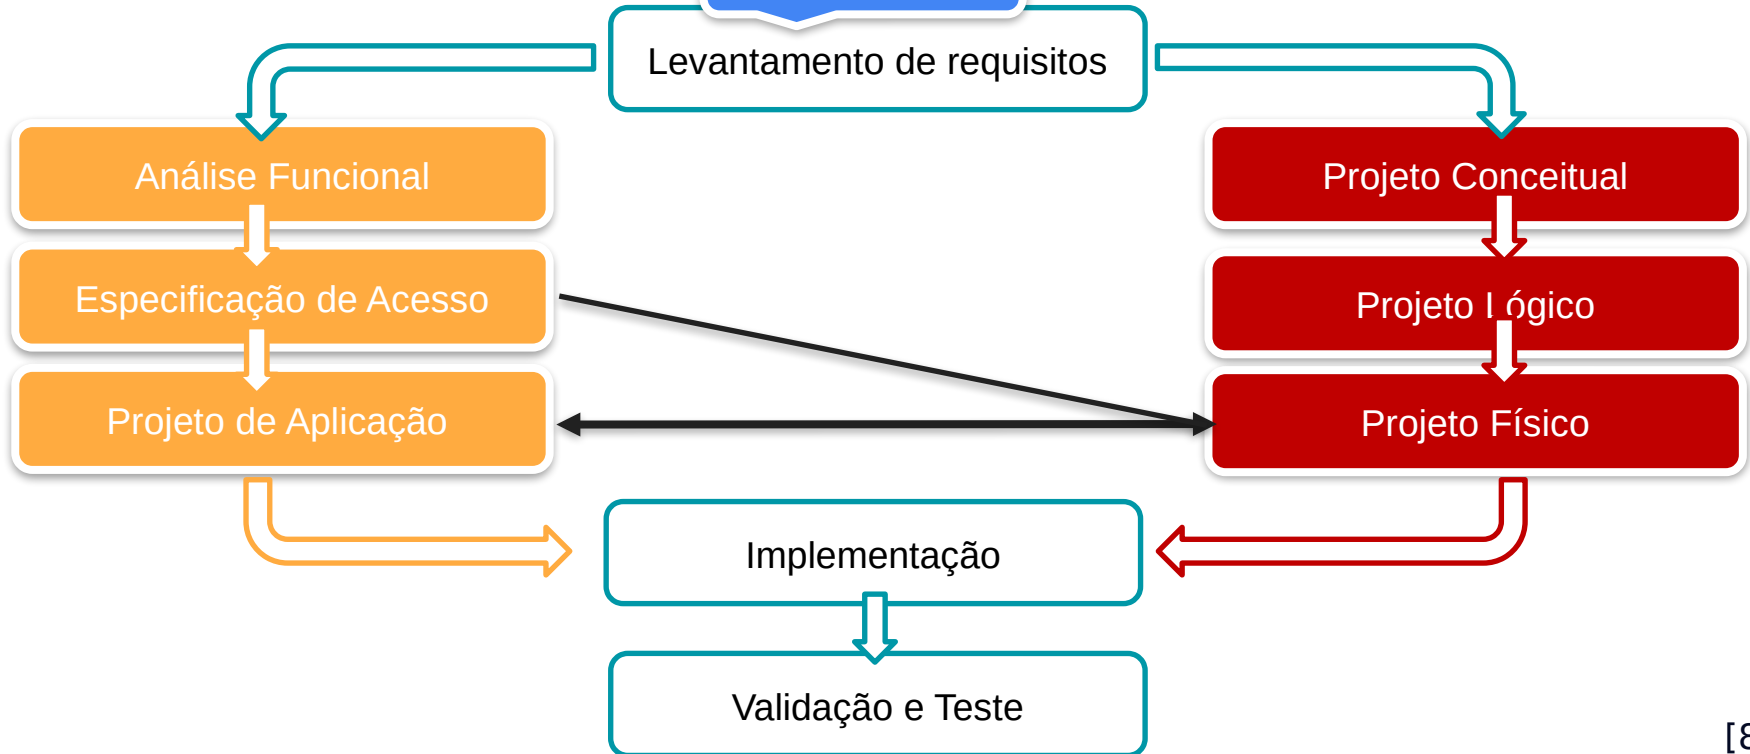 Levantamento de requisitos
Análise Funcional
Projeto Conceitual
Especificação de Acesso
Projeto Lógico
Projeto de Aplicação
Projeto Físico
Implementação
Validação e Teste
[8